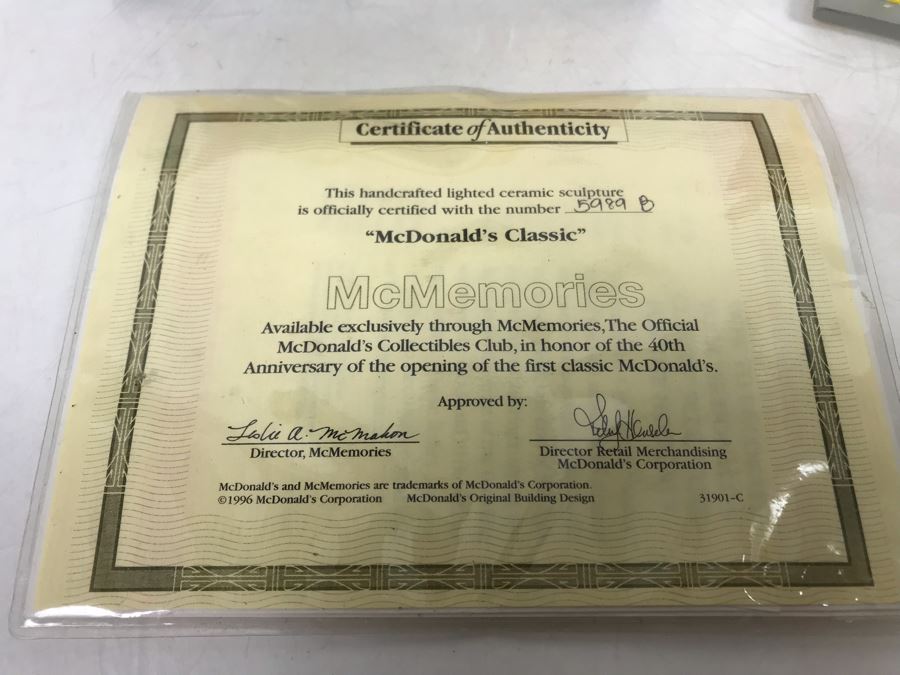 Certificate of Authenticity
This handcrafted lighted ceramic sculpture
is officially certified with the number 5989 B
“McDonald's Classic”
McMemories
Available exclusively through McMemories, The Official
McDonald's Collectibles Club, in honor of the 40th
Anniversary of the opening of the first classic McDonald's.
Approved by:
Leslie A. McMahon
Director, McMemories
Director Retail Merchandising
McDonald's Corporation
McDonald's and McMemories are trademarks of McDonald's Corporation.
©1996 McDonald's Corporation McDonald's Original Building Design 31901-C